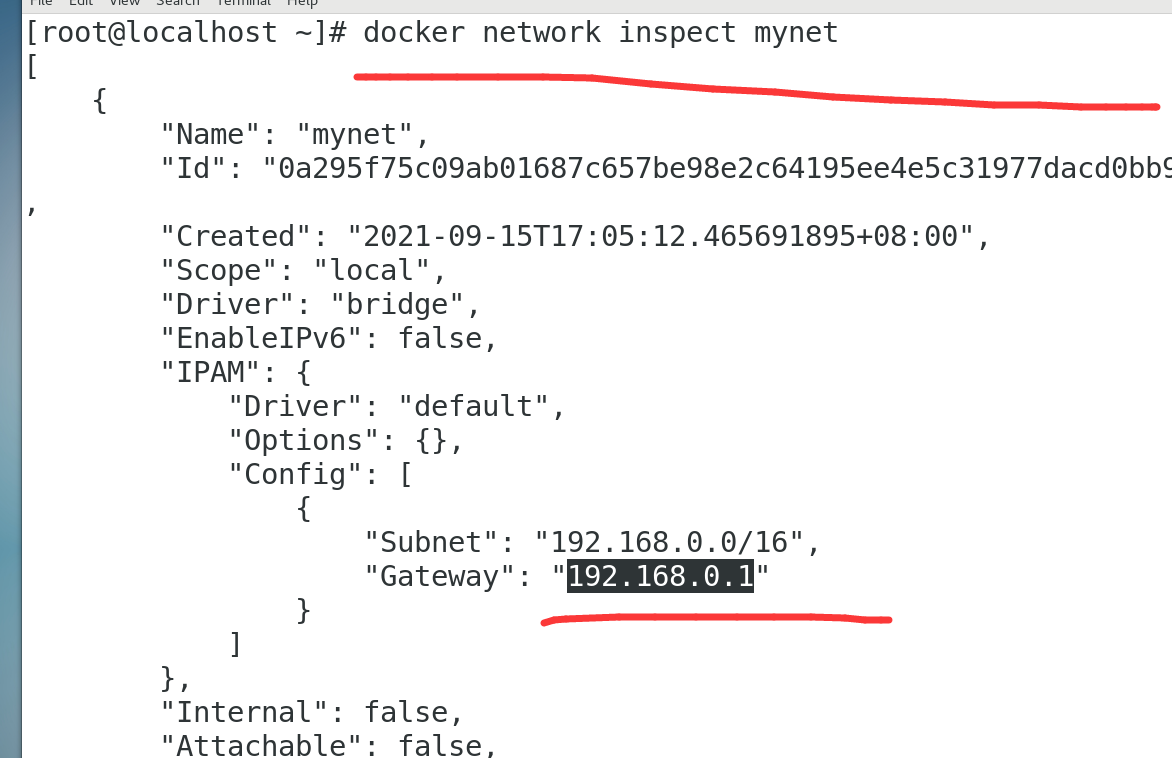 File Edit View Search Terminal Help
[root@localhost ~]# docker network inspect mynet
[
    {
        "Name": "mynet",
        "Id": "0a295f75c09ab01687c657be98e2c64195ee4e5c31977dacd0bb9
,
        "Created": "2021-09-15T17:05:12.465691895+08:00",
        "Scope": "local",
        "Driver": "bridge",
        "EnableIPv6": false,
        "IPAM": {
            "Driver": "default",
            "Options": {},
            "Config": [
                {
                    "Subnet": "192.168.0.0/16",
                    "Gateway": "192.168.0.1"
                }
            ]
        },
        "Internal": false,
        "Attachable": false,